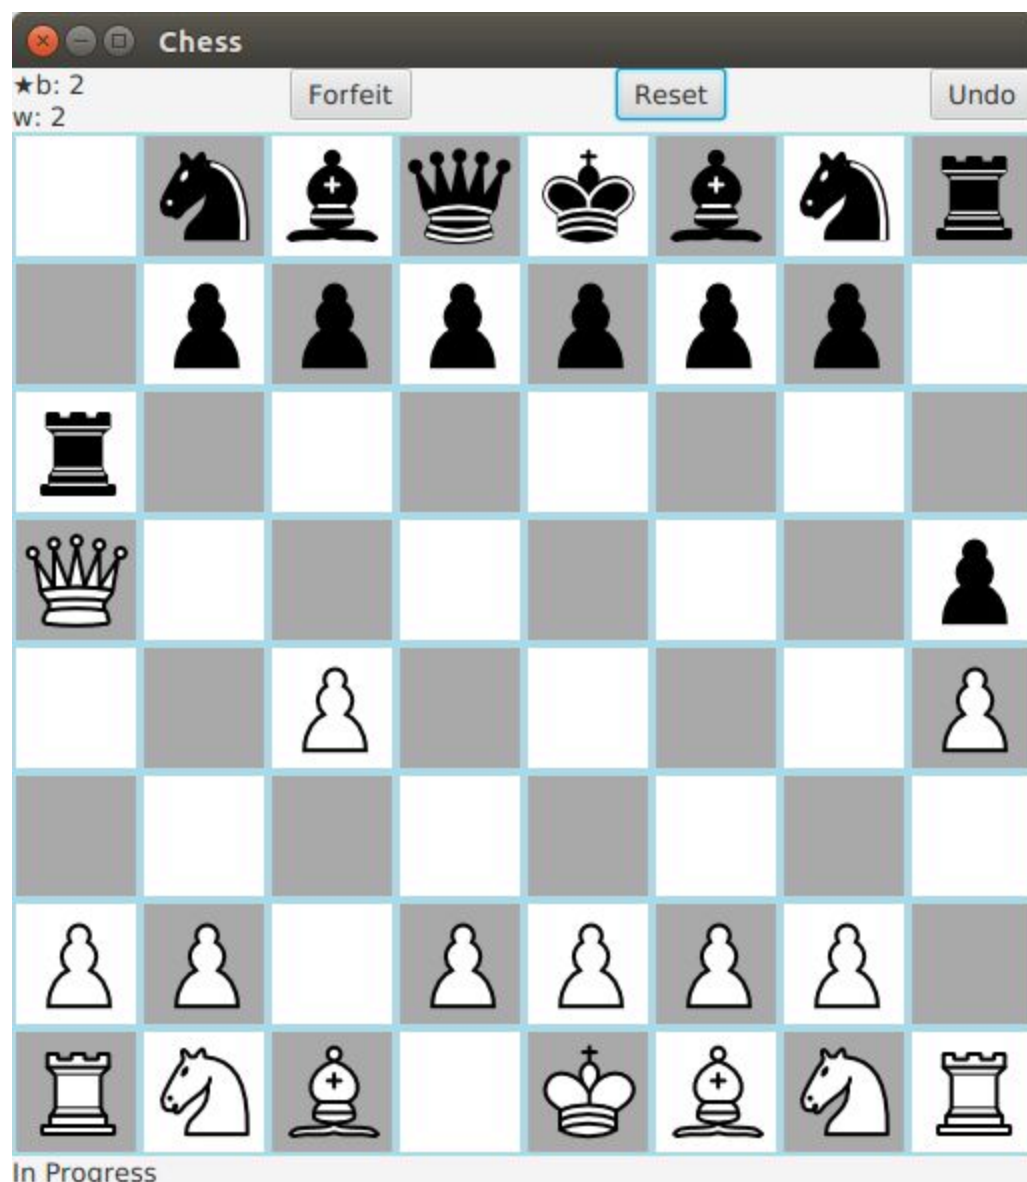 Chess
★b: 2
w: 2
Forfeit
Reset
Undo
In Progress